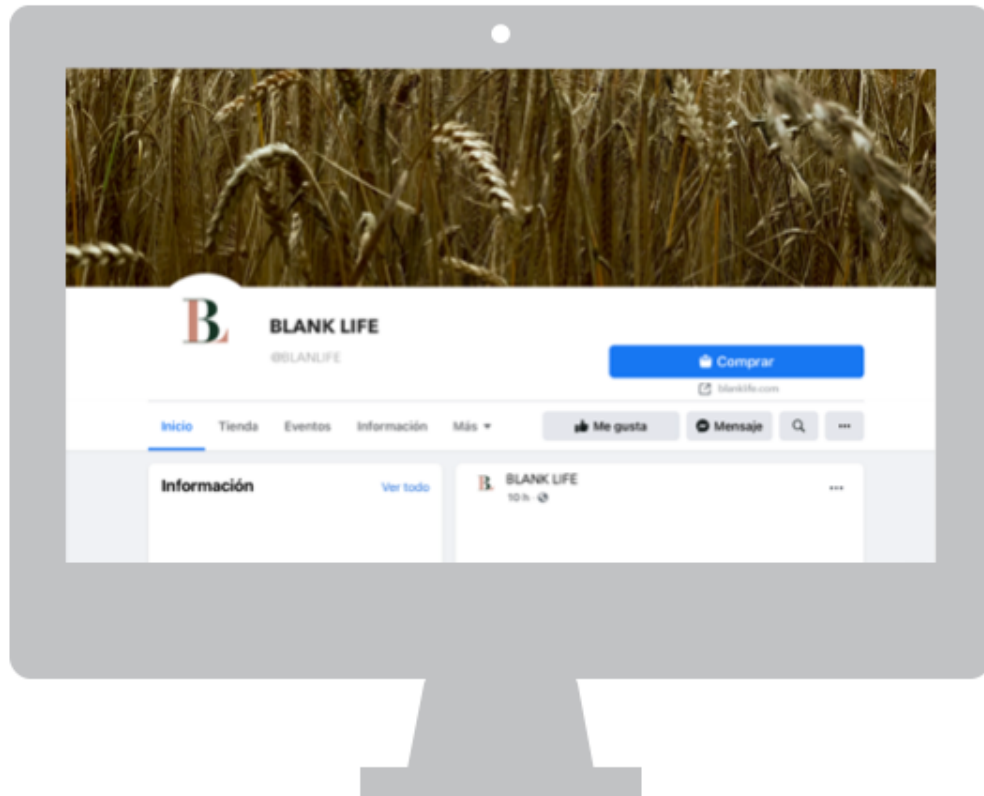 BL
BLANK LIFE
@BLANLIFE
Comprar
blanklife.com
Inicio Tienda Eventos Información Más Me gusta Mensaje
Información Ver todo
BL BLANK LIFE
10 h